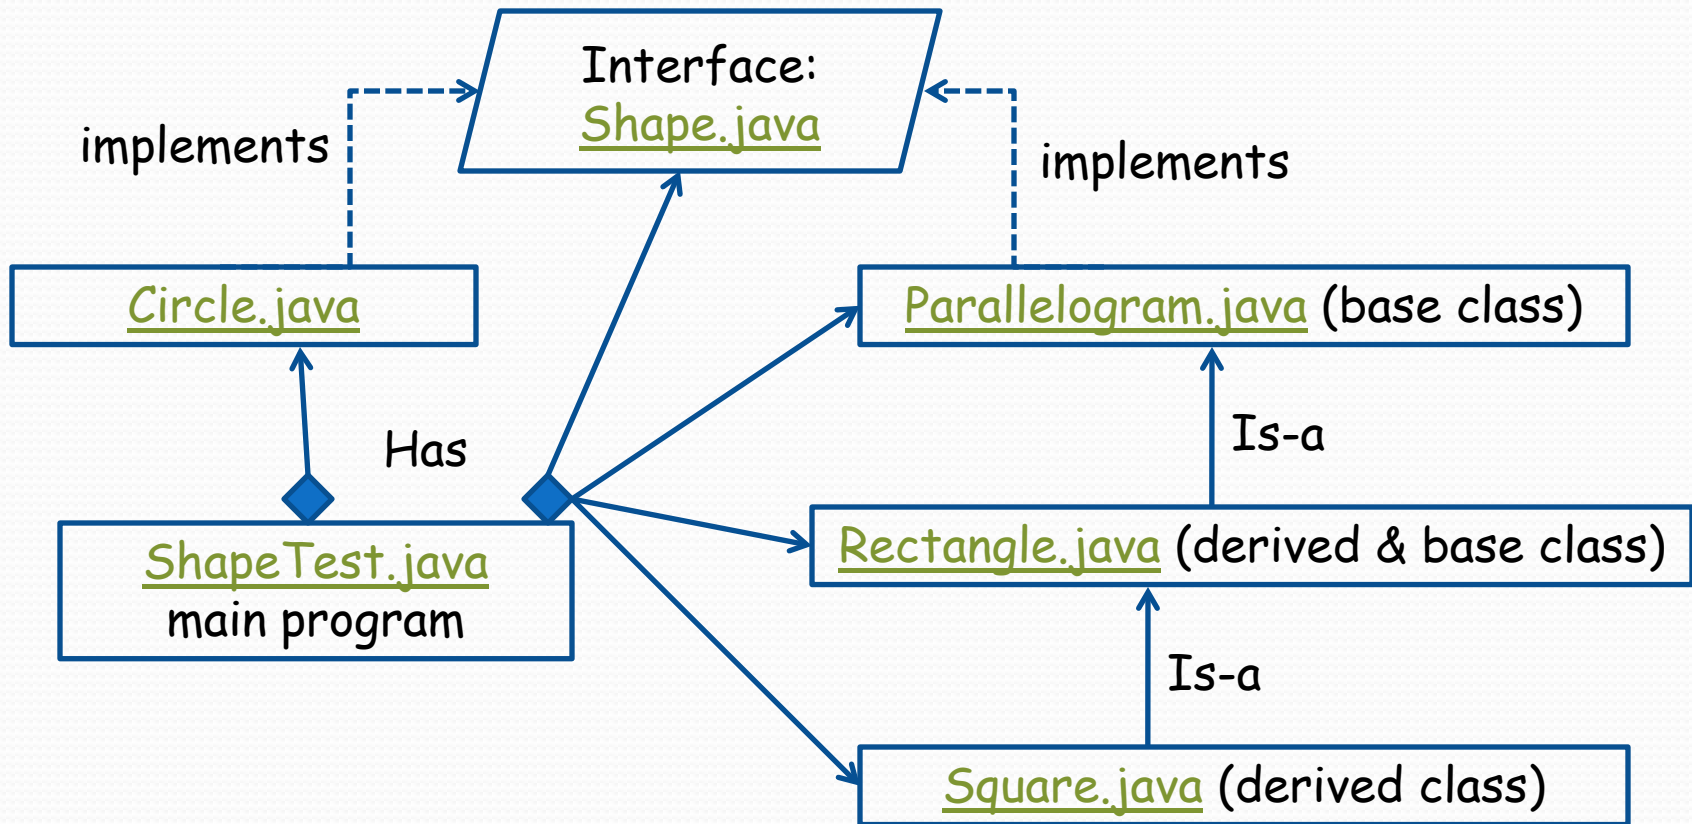 Interface:
Shape.java
implements
implements
Circle.java
Parallelogram.java (base class)
Has
Is-a
ShapeTest.java
main program
Rectangle.java (derived & base class)
Is-a
Square.java (derived class)